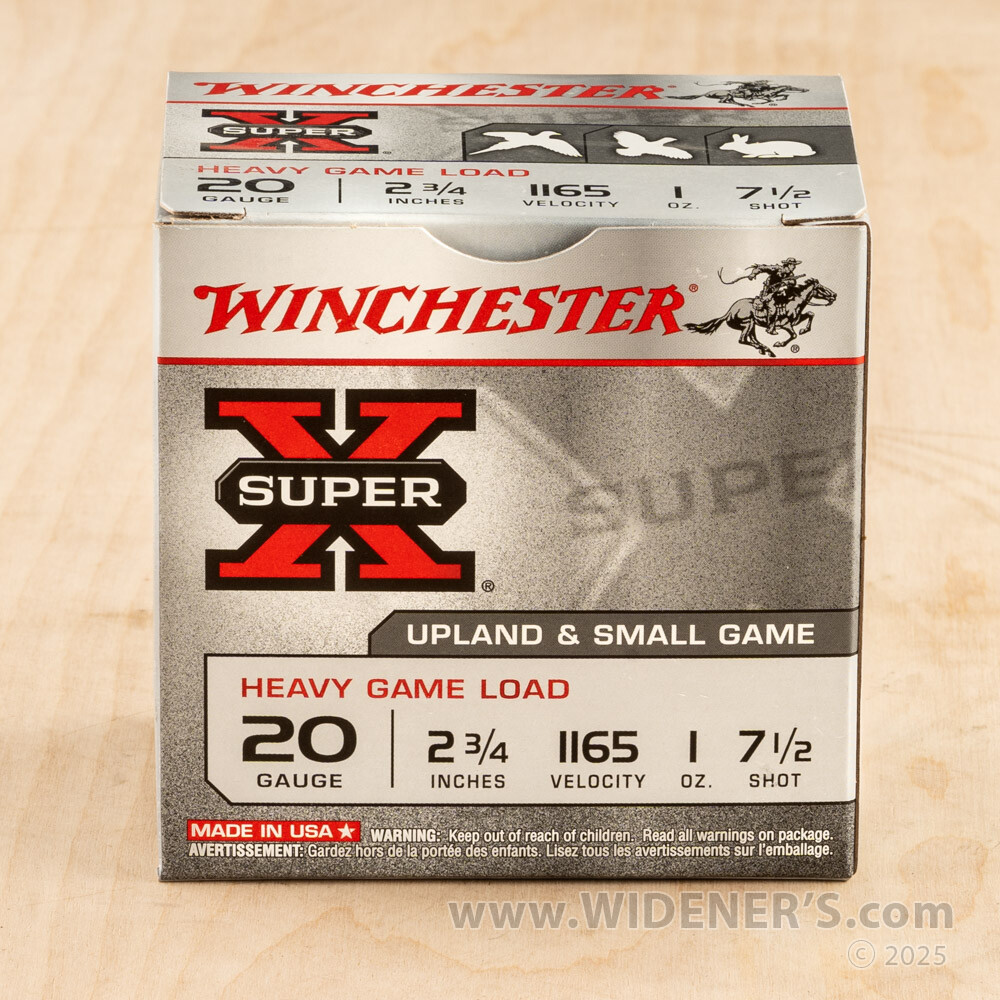 WINCHESTER®
SUPER X®
HEAVY GAME LOAD
20 2 3/4 1165 1 7 1/2
GAUGE INCHES VELOCITY OZ. SHOT
WINCHESTER®
X
SUPER
®
SUPE
UPLAND & SMALL GAME
HEAVY GAME LOAD
20 2 3/4 1165 1 7 1/2
GAUGE INCHES VELOCITY OZ. SHOT
MADE IN USA ★ WARNING: Keep out of reach of children. Read all warnings on package.
AVERTISSEMENT: Gardez hors de la portée des enfants. Lisez tous les avertissements sur l'emballage.
www.WIDENER'S.com
© 2025